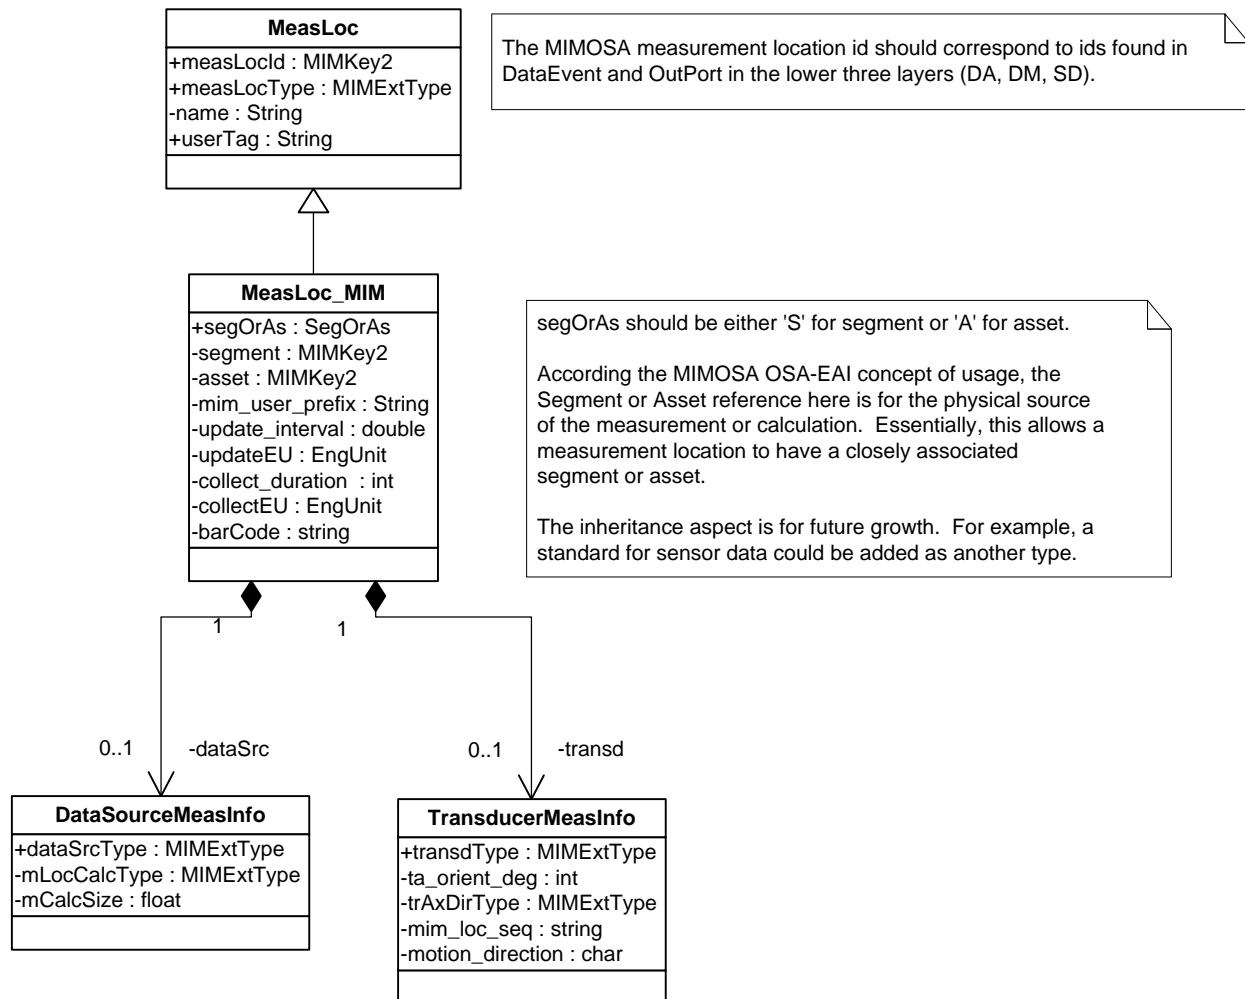 MeasLoc
+measLocId : MIMKey2
+measLocType : MIMExtType
-name : String
+userTag : String
The MIMOSA measurement location id should correspond to ids found in
DataEvent and OutPort in the lower three layers (DA, DM, SD).
MeasLoc_MIM
+segOrAs : SegOrAs
-segment : MIMKey2
-asset : MIMKey2
-mim_user_prefix : String
-update_interval : double
-updateEU : EngUnit
-collect_duration : int
-collectEU : EngUnit
-barCode : string
segOrAs should be either 'S' for segment or 'A' for asset.
According the MIMOSA OSA-EAI concept of usage, the
Segment or Asset reference here is for the physical source
of the measurement or calculation. Essentially, this allows a
measurement location to have a closely associated
segment or asset.
The inheritance aspect is for future growth. For example, a
standard for sensor data could be added as another type.
1
1
0..1
-dataSrc
0..1
-transd
DataSourceMeasInfo
+dataSrcType : MIMExtType
-mLocCalcType : MIMExtType
-mCalcSize : float
TransducerMeasInfo
+transdType : MIMExtType
-ta_orient_deg : int
-trAxDirType : MIMExtType
-mim_loc_seq : string
-motion_direction : char